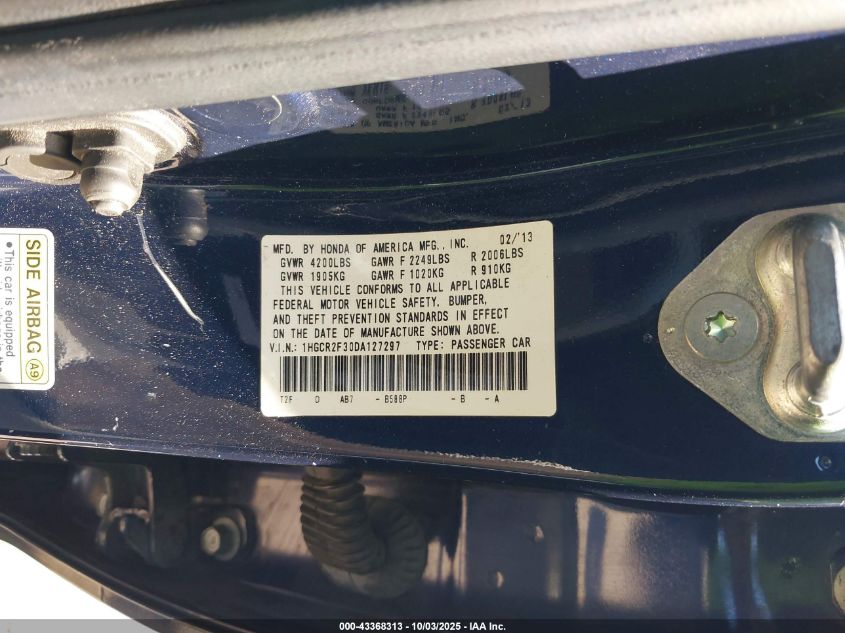 MFD. BY HONDA OF AMERICA MFG., INC. 02/'13
GVWR 4200LBS GAWR F 2249LBS R 2006LBS
GVWR 1905KG GAWR F 1020KG R 910KG
THIS VEHICLE CONFORMS TO ALL APPLICABLE
FEDERAL MOTOR VEHICLE SAFETY, BUMPER,
AND THEFT PREVENTION STANDARDS IN EFFECT
ON THE DATE OF MANUFACTURE SHOWN ABOVE.
V.I.N.: 1HGCR2F30DA127297 TYPE: PASSENGER CAR
T2F D AB7 - B588P - B - A
SIDE AIRBAG A9
•This car is equipped
000-43368313 - 10/03/2025 - IAA Inc.